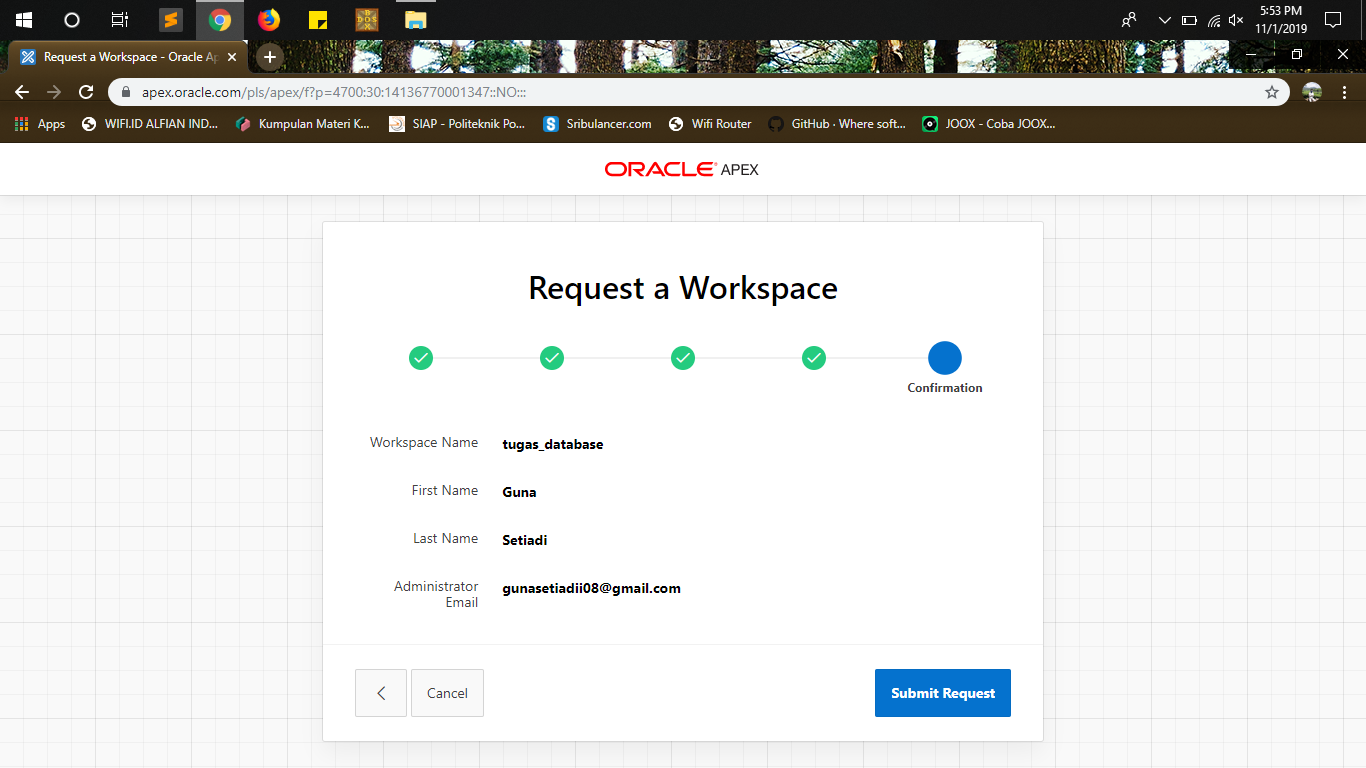 5:53 PM
11/1/2019
Request a Workspace - Oracle Ap
apex.oracle.com/pls/apex/f?p=4700:30:14136770001347::NO:::
Apps WIFI.ID ALFIAN IND... Kumpulan Materi K... SIAP - Politeknik Po... Sribulancer.com Wifi Router GitHub · Where soft... JOOX - Coba JOOX...
ORACLE APEX
Request a Workspace
Confirmation
Workspace Name tugas_database
First Name Guna
Last Name Setiadi
Administrator Email gunasetiadii08@gmail.com
Cancel Submit Request